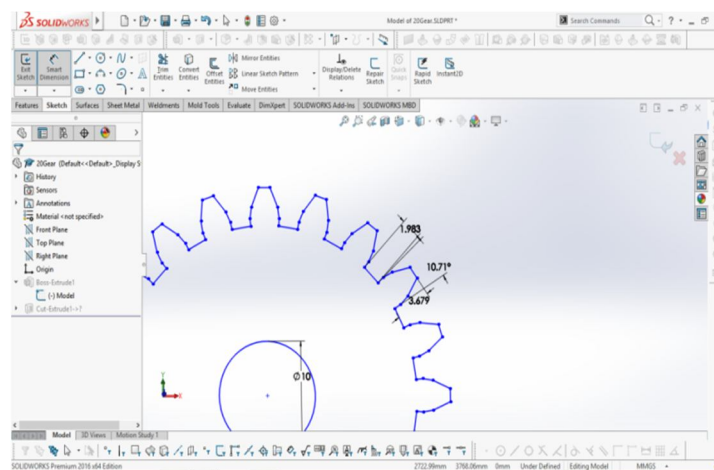 SOLIDWORKS
Model of 20Gear.SLDPRT *
Search Commands
Exit Sketch
Smart Dimension
Trim Entities
Convert Entities
Offset Entities
Mirror Entities
Linear Sketch Pattern
Move Entities
Display/Delete Relations
Repair Sketch
Quick Snaps
Rapid Sketch
Instant2D
Features Sketch Surfaces Sheet Metal Weldments Mold Tools Evaluate DimXpert SOLIDWORKS Add-Ins SOLIDWORKS MBD
20Gear (Default<<Default>_Display S
History
Sensors
Annotations
Material <not specified>
Front Plane
Top Plane
Right Plane
Origin
Boss-Extrude1
(-) Model
Cut-Extrude1->?
1.983
10.71°
3.679
Ø10
Y
X
Model 3D Views Motion Study 1
SOLIDWORKS Premium 2016 x64 Edition
2722.99mm 3768.06mm 0mm Under Defined Editing Model MMGS